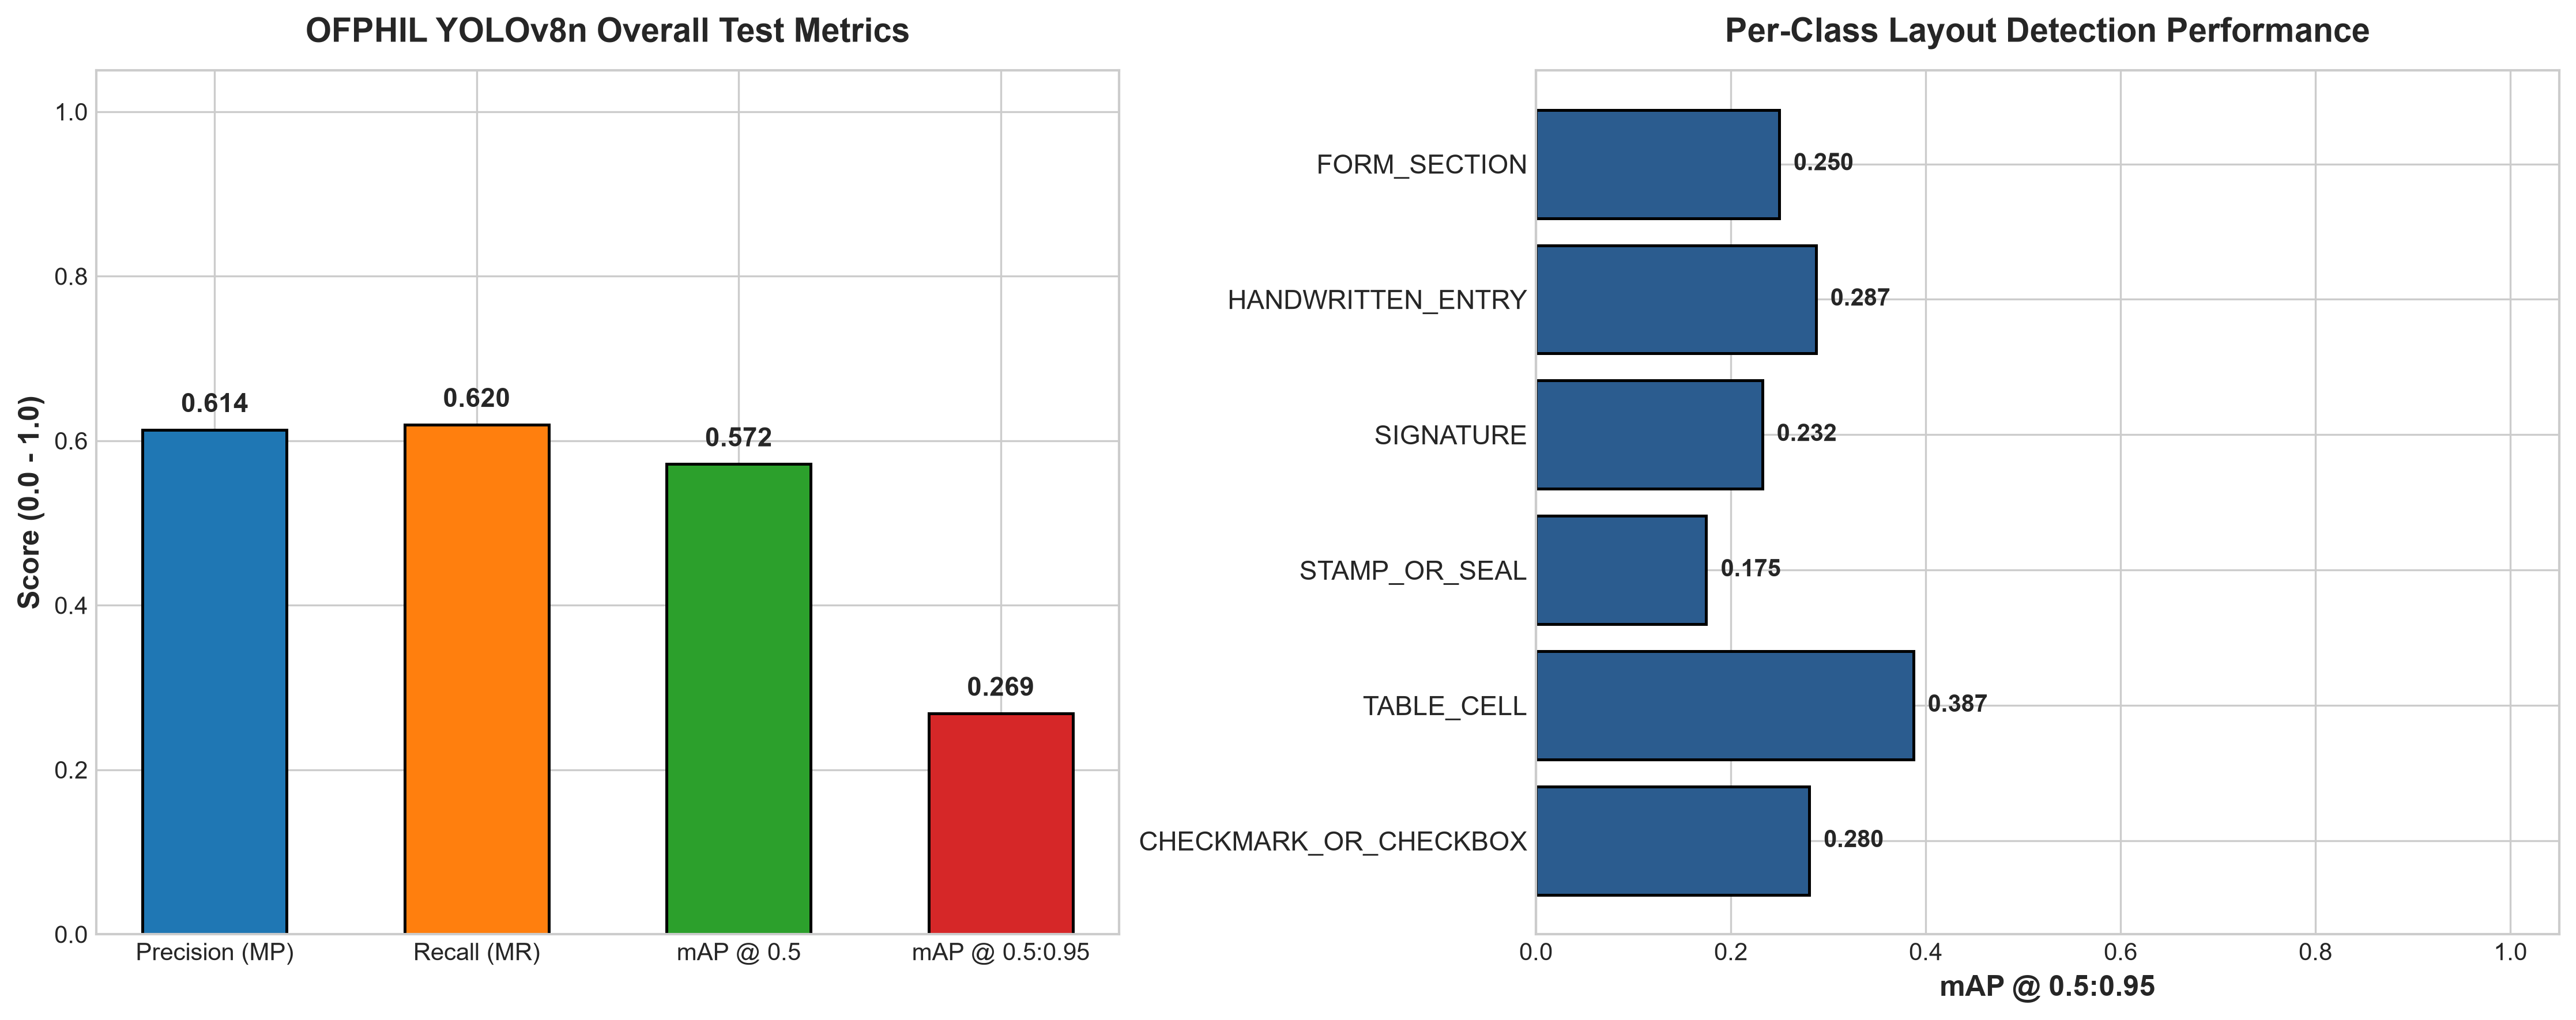 OFPHIL YOLOv8n Overall Test Metrics
Score (0.0 - 1.0)
1.0
0.8
0.6
0.4
0.2
0.0
0.614
0.620
0.572
0.269
Precision (MP)
Recall (MR)
mAP @ 0.5
mAP @ 0.5:0.95
Per-Class Layout Detection Performance
FORM_SECTION
0.250
HANDWRITTEN_ENTRY
0.287
SIGNATURE
0.232
STAMP_OR_SEAL
0.175
TABLE_CELL
0.387
CHECKMARK_OR_CHECKBOX
0.280
0.0
0.2
0.4
0.6
0.8
1.0
mAP @ 0.5:0.95